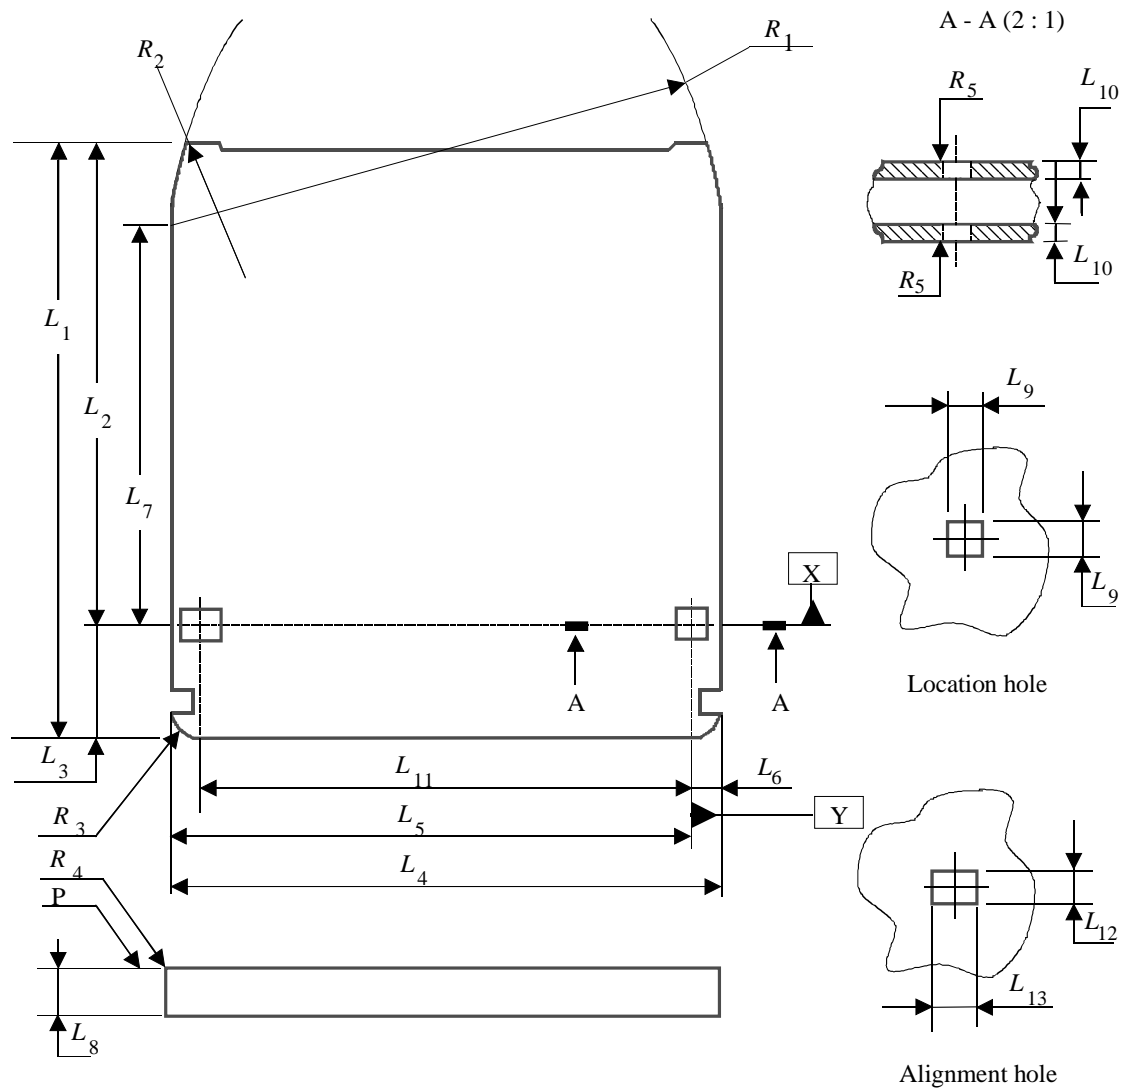 A - A (2 : 1)
R1
R2
R5
L10
L1
L2
L7
R5
L10
L9
L9
X
A
A
Location hole
L3
L11
L6
R3
L5
Y
R4
L4
P
L12
L13
L8
Alignment hole